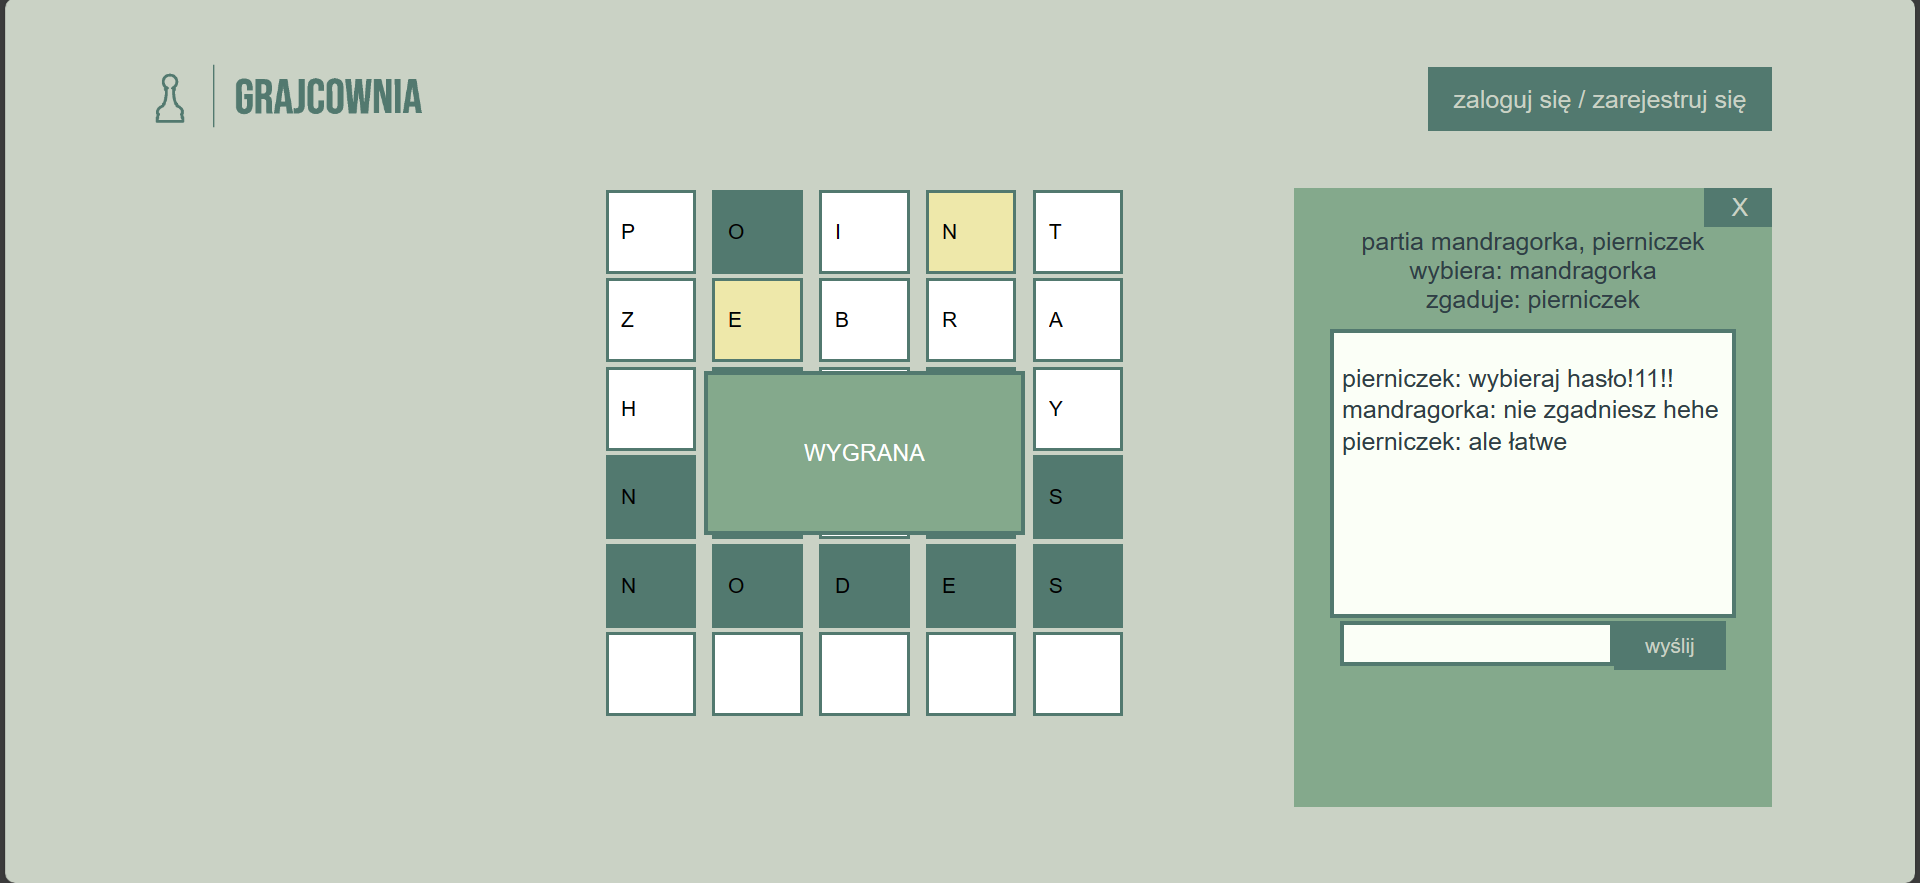 GRAJCOWNIA
zaloguj się / zarejestruj się
P O I N T
Z E B R A
H Y
WYGRANA
N S
N O D E S
X
partia mandragorka, pierniczek
wybiera: mandragorka
zgaduje: pierniczek
pierniczek: wybieraj hasło!11!!
mandragorka: nie zgadniesz hehe
pierniczek: ale łatwe
wyślij